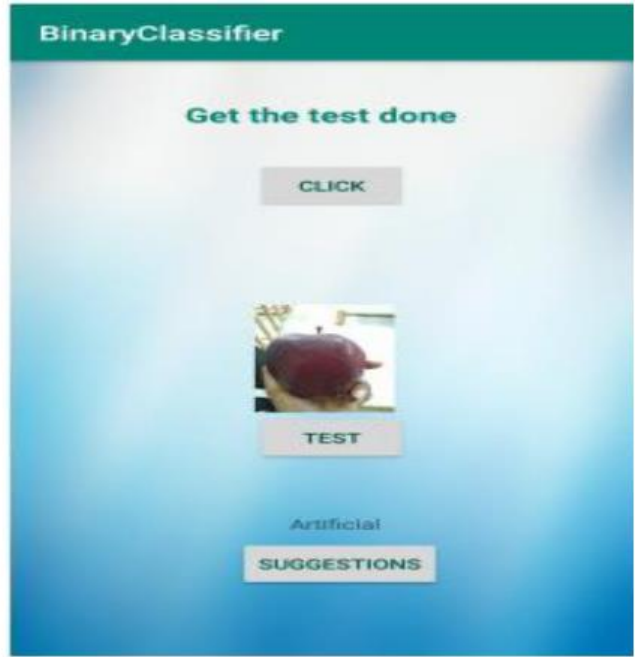 BinaryClassifier
Get the test done
CLICK
TEST
Artificial
SUGGESTIONS